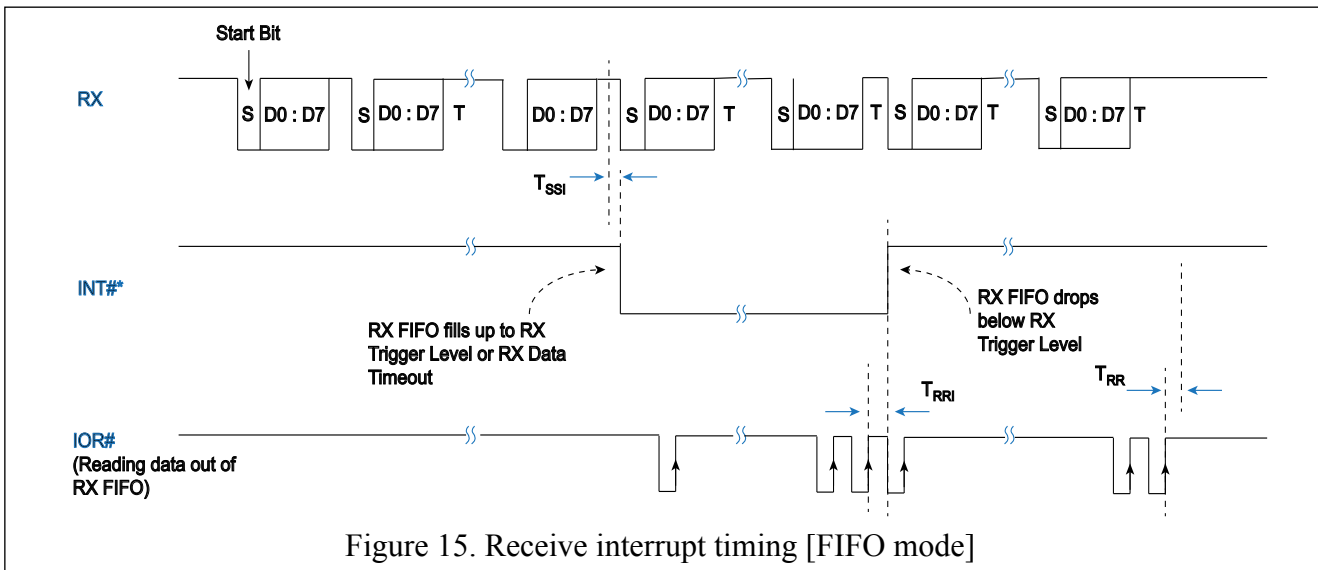 Start Bit
RX
S D0 : D7 S D0 : D7 T D0 : D7 S D0 : D7 T S D0 : D7 T S D0 : D7 T S D0 : D7 T
TSSI
INT#*
RX FIFO fills up to RX
Trigger Level or RX Data
Timeout
RX FIFO drops
below RX
Trigger Level
TRRI
TRR
IOR#
(Reading data out of
RX FIFO)
Figure 15. Receive interrupt timing [FIFO mode]